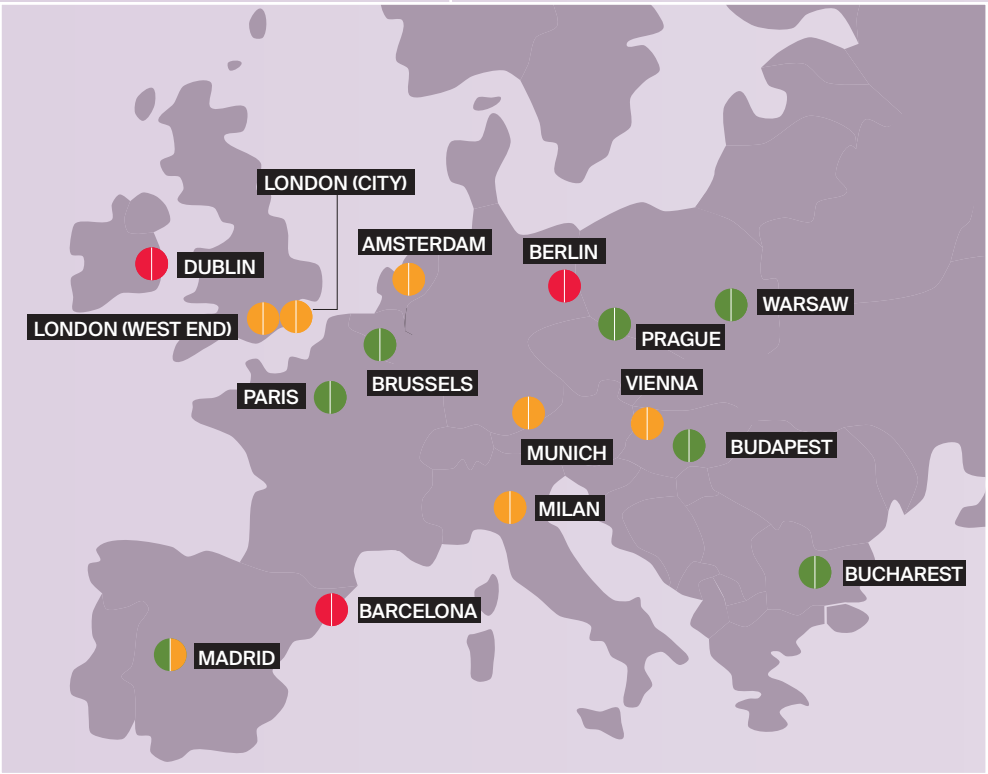 LONDON (CITY)
AMSTERDAM
BERLIN
DUBLIN
WARSAW
LONDON (WEST END)
PRAGUE
BRUSSELS
VIENNA
PARIS
BUDAPEST
MUNICH
MILAN
BUCHAREST
BARCELONA
MADRID